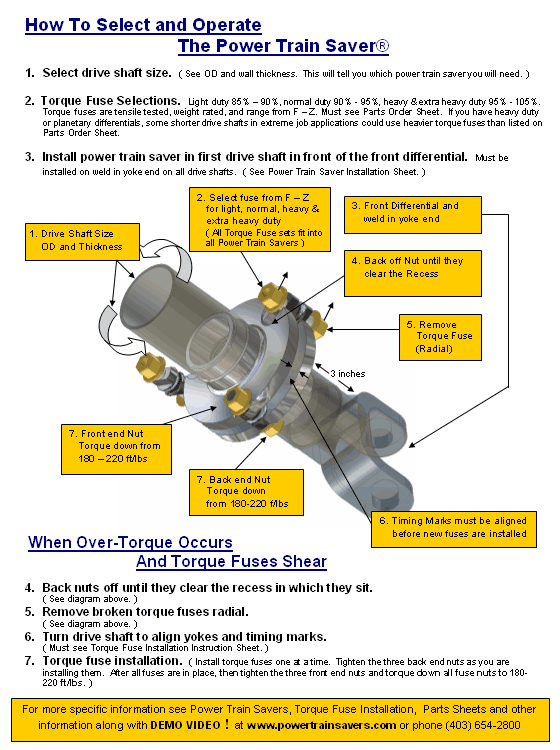 How To Select and Operate
The Power Train Saver®
1. Select drive shaft size. ( See OD and wall thickness. This will tell you which power train saver you will need. )
2. Torque Fuse Selections. Light duty 85% – 90%, normal duty 90% - 95%, heavy & extra heavy duty 95% - 105%.
Torque fuses are tensile tested, weight rated, and range from F – Z. Must see Parts Order Sheet. If you have heavy duty
or planetary differentials, some shorter drive shafts in extreme job applications could use heavier torque fuses than listed on
Parts Order Sheet.
3. Install power train saver in first drive shaft in front of the front differential. Must be
installed on weld in yoke end on all drive shafts. ( See Power Train Saver Installation Sheet. )
1. Drive Shaft Size
OD and Thickness
2. Select fuse from F – Z
for light, normal, heavy &
extra heavy duty
( All Torque Fuse sets fit into
all Power Train Savers )
3. Front Differential and
weld in yoke end
4. Back off Nut until they
clear the Recess
5. Remove
Torque Fuse
(Radial)
3 inches
7. Front end Nut
Torque down from
180 – 220 ft/lbs
7. Back end Nut
Torque down
from 180-220 f/lbs
6. Timing Marks must be aligned
before new fuses are installed
When Over-Torque Occurs
And Torque Fuses Shear
4. Back nuts off until they clear the recess in which they sit.
( See diagram above. )
5. Remove broken torque fuses radial.
( See diagram above. )
6. Turn drive shaft to align yokes and timing marks.
( Must see Torque Fuse Installation Instruction Sheet. )
7. Torque fuse installation. ( Install torque fuses one at a time. Tighten the three back end nuts as you are
installing them. After all fuses are in place, then tighten the three front end nuts and torque down all fuse nuts to 180-
220 ft/lbs. )
For more specific information see Power Train Savers, Torque Fuse Installation, Parts Sheets and other
information along with DEMO VIDEO ! at www.powertrainsavers.com or phone (403) 654-2800